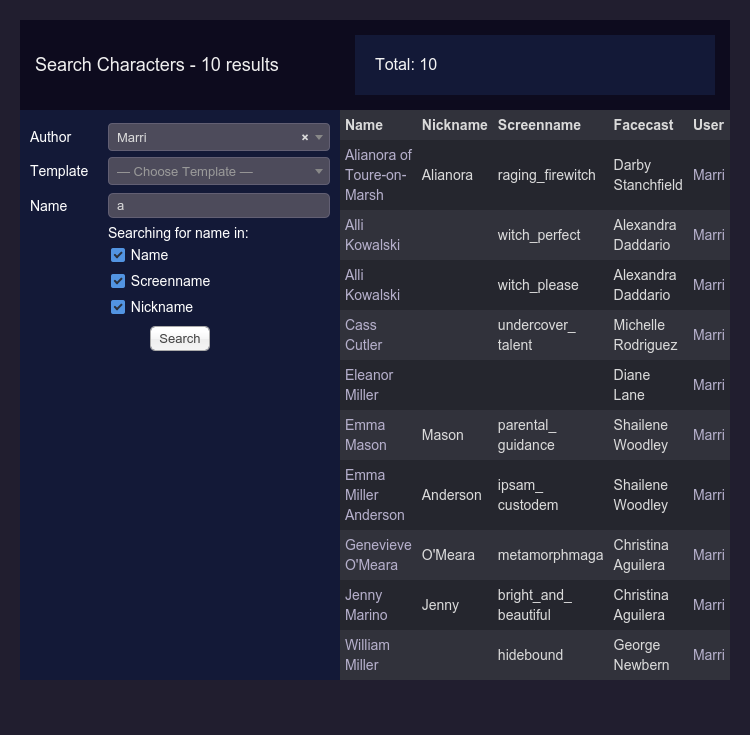 Search Characters - 10 results
Total: 10
Author
Marri
×
Template
— Choose Template —
Name
a
Searching for name in:
Name
Screenname
Nickname
Search
Name Nickname Screenname Facecast User
Alianora of
Toure-on-
Marsh
Alianora
raging_firewitch
Darby
Stanchfield
Marri
Alli
Kowalski
witch_perfect
Alexandra
Daddario
Marri
Alli
Kowalski
witch_please
Alexandra
Daddario
Marri
Cass
Cutler
undercover_
talent
Michelle
Rodriguez
Marri
Eleanor
Miller
Diane
Lane
Marri
Emma
Mason
Mason
parental_
guidance
Shailene
Woodley
Marri
Emma
Miller
Anderson
Anderson
ipsam_
custodem
Shailene
Woodley
Marri
Genevieve
O'Meara
O'Meara
metamorphmaga
Christina
Aguilera
Marri
Jenny
Marino
Jenny
bright_and_
beautiful
Christina
Aguilera
Marri
William
Miller
hidebound
George
Newbern
Marri